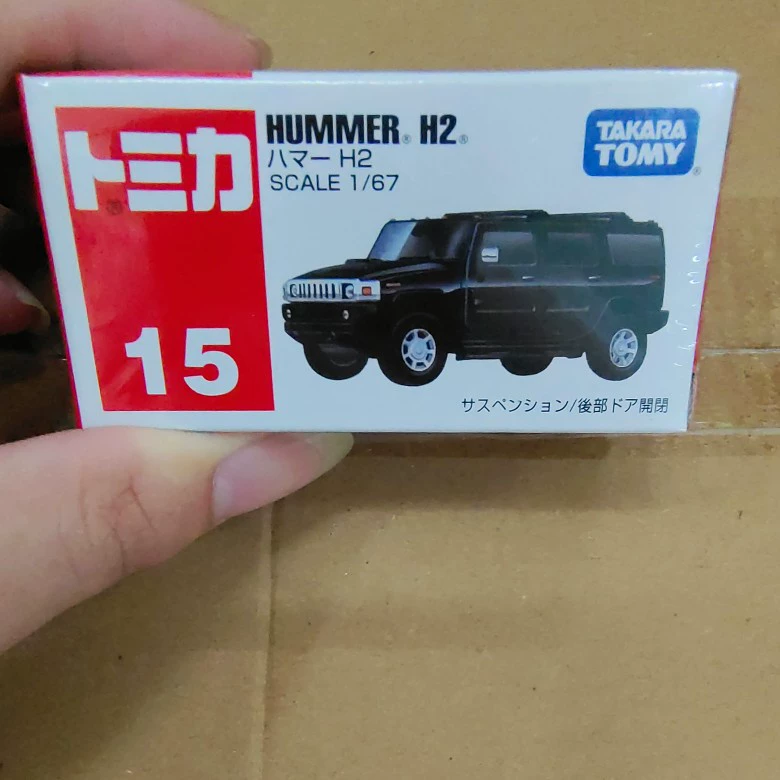 トミカ
15
HUMMER® H2®
ハマー H2
SCALE 1/67
TAKARA
TOMY®
サスペンション/後部ドア開閉